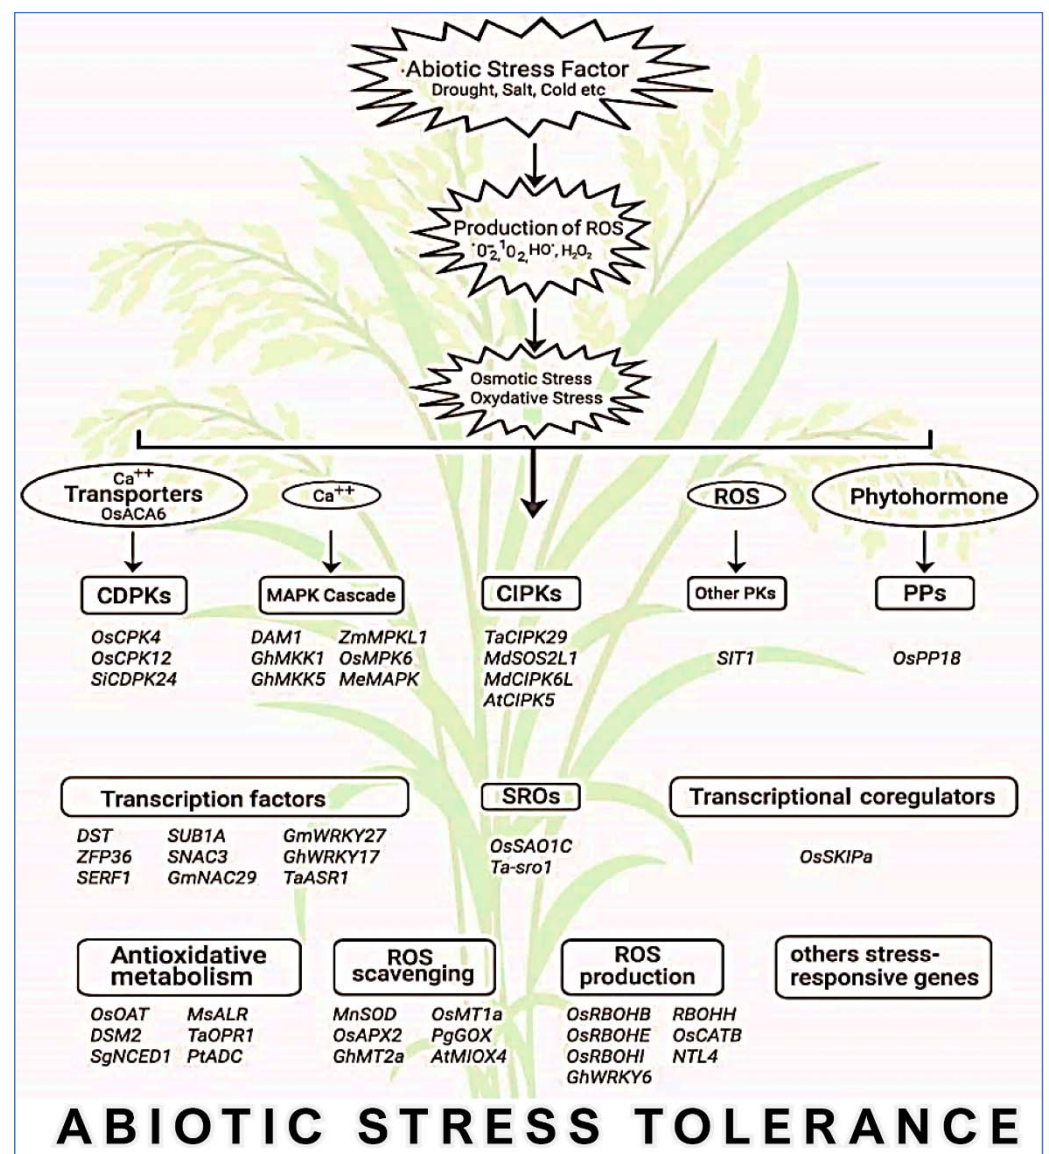 Abiotic Stress Factor
Drought, Salt, Cold etc
Production of ROS
·O₂⁻, ¹O₂, HO·, H₂O₂
Osmotic Stress
Oxydative Stress
Ca⁺⁺
Transporters
OsACA6
Ca⁺⁺
ROS
Phytohormone
CDPKs
MAPK Cascade
CIPKs
Other PKs
PPs
OsCPK4
OsCPK12
SiCDPK24
DAM1 ZmMPKL1
GhMKK1 OsMPK6
GhMKK5 MeMAPK
TaCIPK29
MdSOS2L1
MdCIPK6L
AtCIPK5
SIT1
OsPP18
Transcription factors
SROs
Transcriptional coregulators
DST SUB1A GmWRKY27
ZFP36 SNAC3 GhWRKY17
SERF1 GmNAC29 TaASR1
OsSAO1C
Ta-sro1
OsSKIPa
Antioxidative
metabolism
ROS
scavenging
ROS
production
others stress-
responsive genes
OsOAT MsALR
DSM2 TaOPR1
SgNCED1 PtADC
MnSOD OsMT1a
OsAPX2 PgGOX
GhMT2a AtMIOX4
OsRBOHB RBOHH
OsRBOHE OsCATB
OsRBOHI NTL4
GhWRKY6
ABIOTIC STRESS TOLERANCE